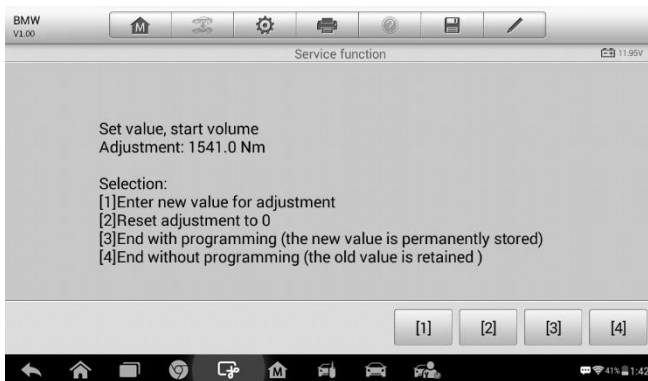 BMW
V1.00
M
Service function
11.95V
Set value, start volume
Adjustment: 1541.0 Nm
Selection:
[1]Enter new value for adjustment
[2]Reset adjustment to 0
[3]End with programming (the new value is permanently stored)
[4]End without programming (the old value is retained )
[1] [2] [3] [4]
M
41% 1:42